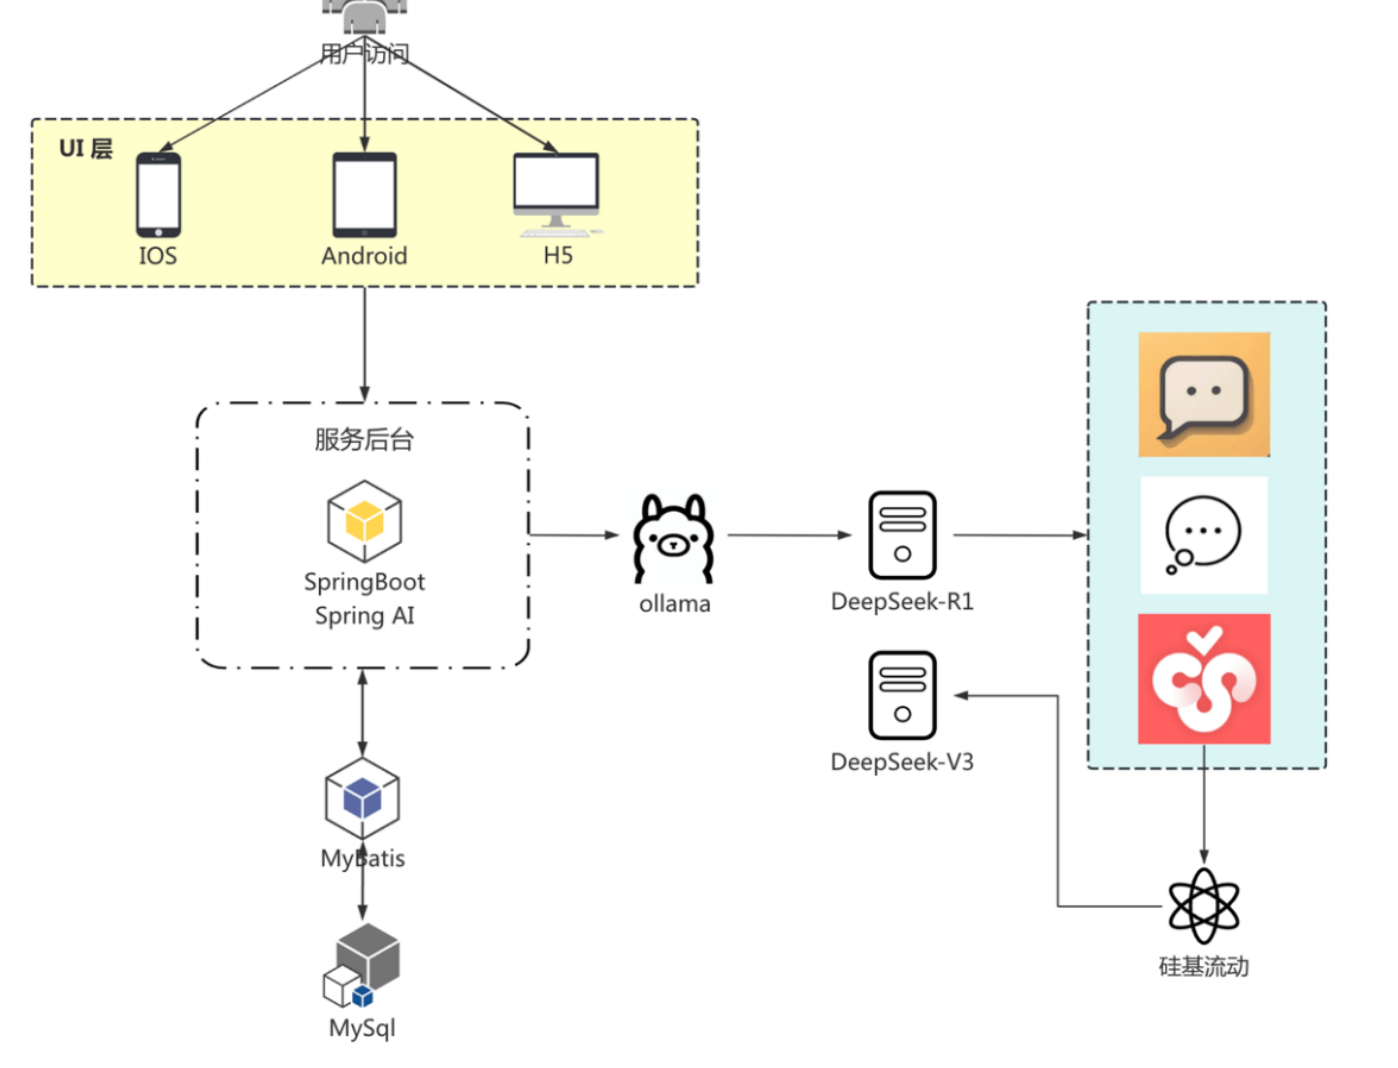 用户访问
UI 层
IOS
Android
H5
服务后台
SpringBoot
Spring AI
ollama
DeepSeek-R1
DeepSeek-V3
MyBatis
硅基流动
MySql